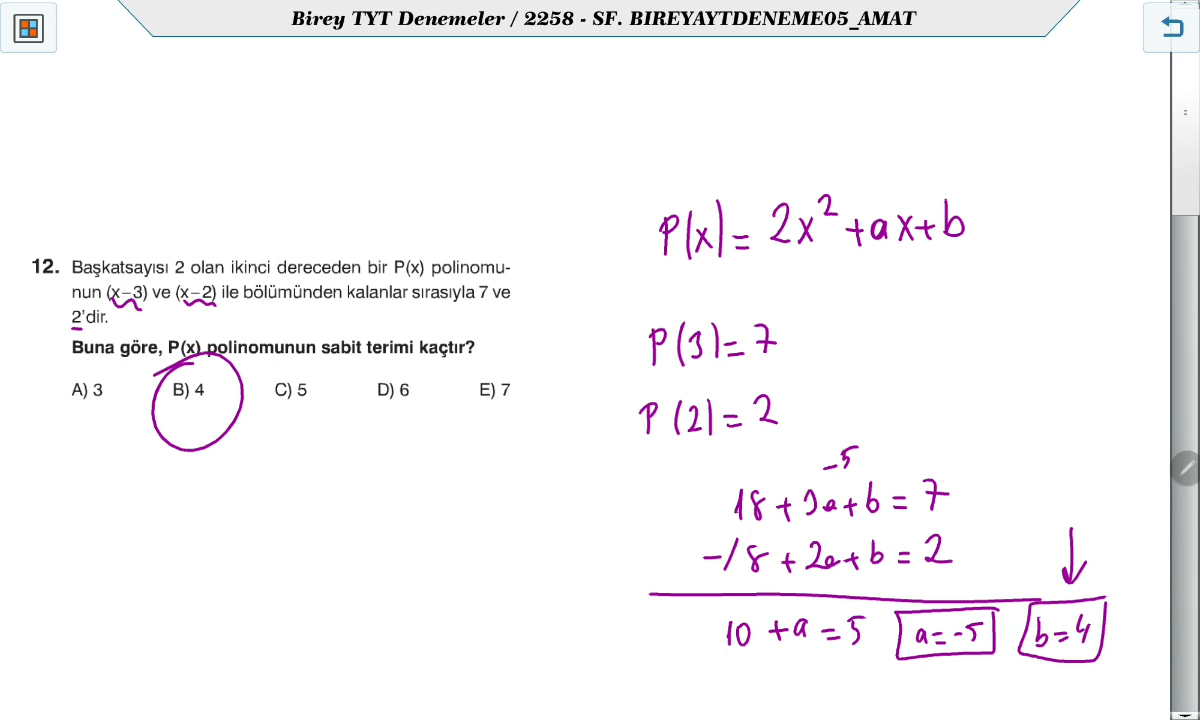 Birey TYT Denemeler / 2258 - SF. BIREYAYTDENEME05_AMAT
12. Başkatsayısı 2 olan ikinci dereceden bir P(x) polinomu-
nun (x−3) ve (x−2) ile bölümünden kalanlar sırasıyla 7 ve
2'dir.
Buna göre, P(x) polinomunun sabit terimi kaçtır?
A) 3 B) 4 C) 5 D) 6 E) 7
P(x) = 2x² + ax + b
P(3) = 7
P(2) = 2
-5
18 + 3a + b = 7
-/8 + 2a + b = 2
10 + a = 5 a = -5 b = 4